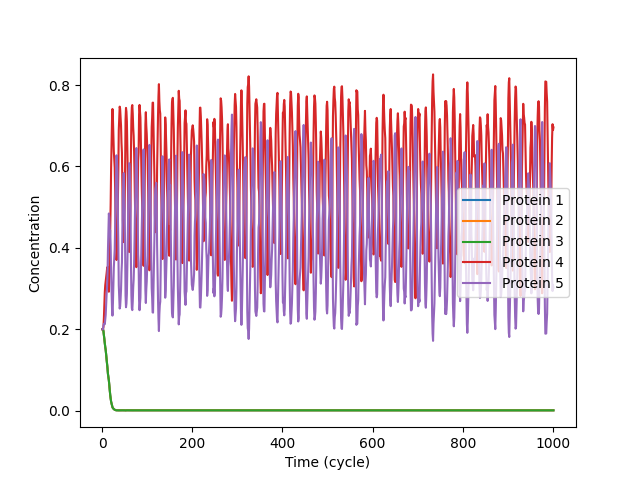 0.8
0.6
0.4
0.2
0.0
Concentration
0
200
400
600
800
1000
Time (cycle)
Protein 1
Protein 2
Protein 3
Protein 4
Protein 5